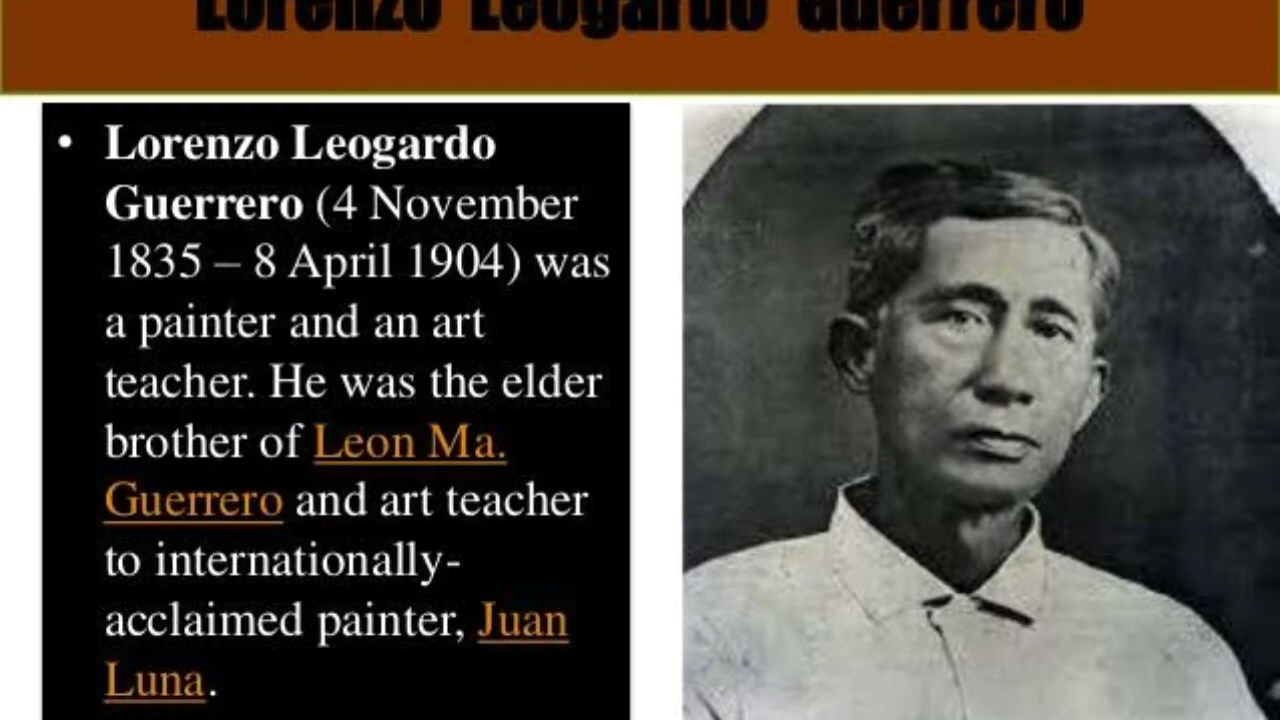 Lorenzo Leogardo Guerrero
• Lorenzo Leogardo
Guerrero (4 November
1835 – 8 April 1904) was
a painter and an art
teacher. He was the elder
brother of Leon Ma.
Guerrero and art teacher
to internationally-
acclaimed painter, Juan
Luna.